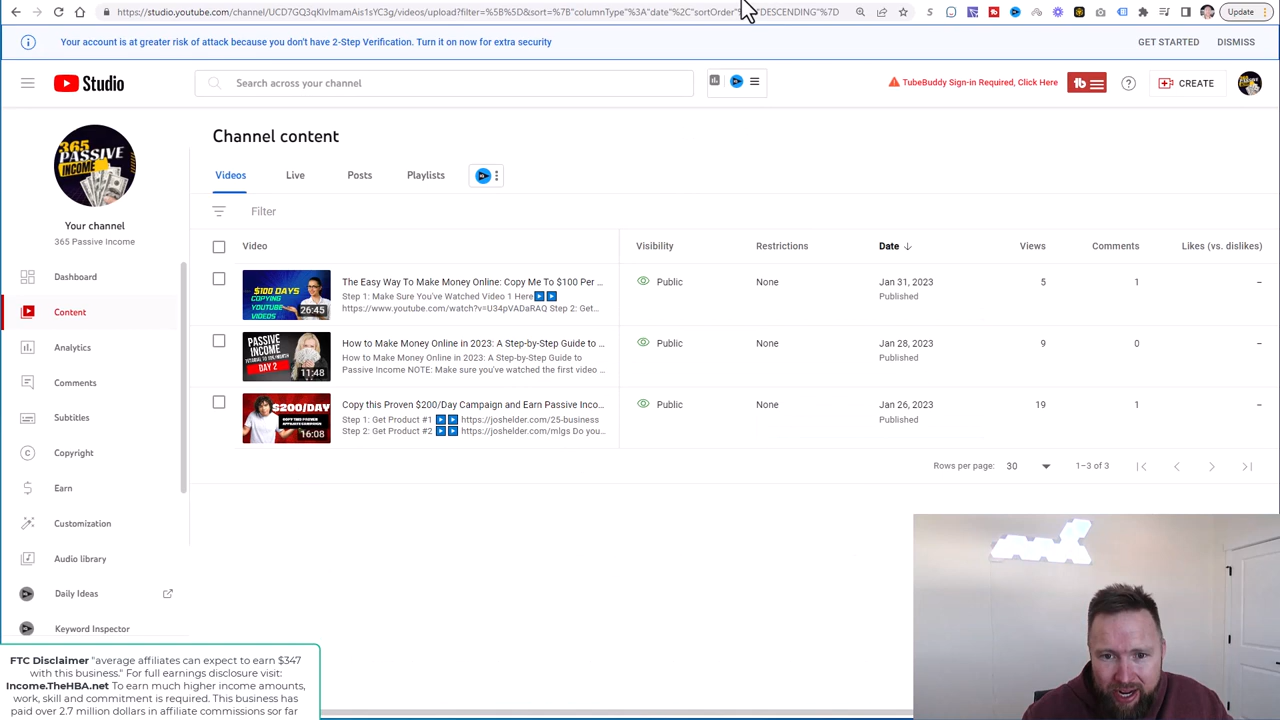 https://studio.youtube.com/channel/UCD7GQ3qKlvImamAis1sYC3g/videos/upload?filter=%5B%5D&sort=%7B"columnType"%3A"date"%2C"sortOrder"%3A"DESCENDING"%7D
Update
Your account is at greater risk of attack because you don't have 2-Step Verification. Turn it on now for extra security
GET STARTED
DISMISS
Studio
Search across your channel
TubeBuddy Sign-in Required, Click Here
tb
CREATE
365
PASSIVE
INCOME
Your channel
365 Passive Income
Dashboard
Content
Analytics
Comments
Subtitles
Copyright
Earn
Customization
Audio library
Daily Ideas
Keyword Inspector
Channel content
Videos
Live
Posts
Playlists
Filter
Video
Visibility
Restrictions
Date
Views
Comments
Likes (vs. dislikes)
$100 DAYS
COPYING
YOUTUBE
VIDEOS
26:45
The Easy Way To Make Money Online: Copy Me To $100 Per ...
Step 1: Make Sure You've Watched Video 1 Here
https://www.youtube.com/watch?v=U34pVADaRAQ Step 2: Get...
Public
None
Jan 31, 2023
Published
5
1
–
PASSIVE
INCOME
DAY 2
11:48
How to Make Money Online in 2023: A Step-by-Step Guide to ...
How to Make Money Online in 2023: A Step-by-Step Guide to
Passive Income NOTE: Make sure you've watched the first video ...
Public
None
Jan 28, 2023
Published
9
0
–
$200/DAY
COPY THIS PROVEN
AFFILIATE CAMPAIGN
16:08
Copy this Proven $200/Day Campaign and Earn Passive Inco...
Step 1: Get Product #1 https://joshelder.com/25-business
Step 2: Get Product #2 https://joshelder.com/mlgs Do you...
Public
None
Jan 26, 2023
Published
19
1
–
Rows per page:
30
1–3 of 3
FTC Disclaimer "average affiliates can expect to earn $347
with this business." For full earnings disclosure visit:
Income.TheHBA.net To earn much higher income amounts,
work, skill and commitment is required. This business has
paid over 2.7 million dollars in affiliate commissions sor far